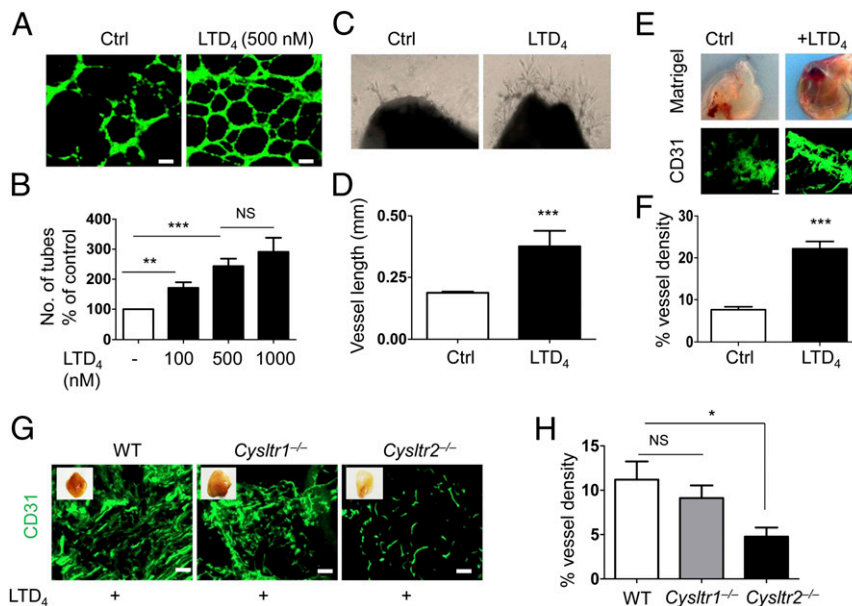 A
Ctrl
LTD4 (500 nM)
B
No. of tubes
% of control
400
300
200
100
0
**
***
NS
LTD4
(nM)
-
100
500
1000
C
Ctrl
LTD4
D
Vessel length (mm)
0.50
0.25
0.00
***
Ctrl
LTD4
E
Ctrl
+LTD4
Matrigel
CD31
F
% vessel density
30
20
10
0
***
Ctrl
LTD4
G
WT
Cysltr1–/–
Cysltr2–/–
CD31
LTD4
+
+
+
H
% vessel density
15
10
5
0
NS
*
WT
Cysltr1–/–
Cysltr2–/–